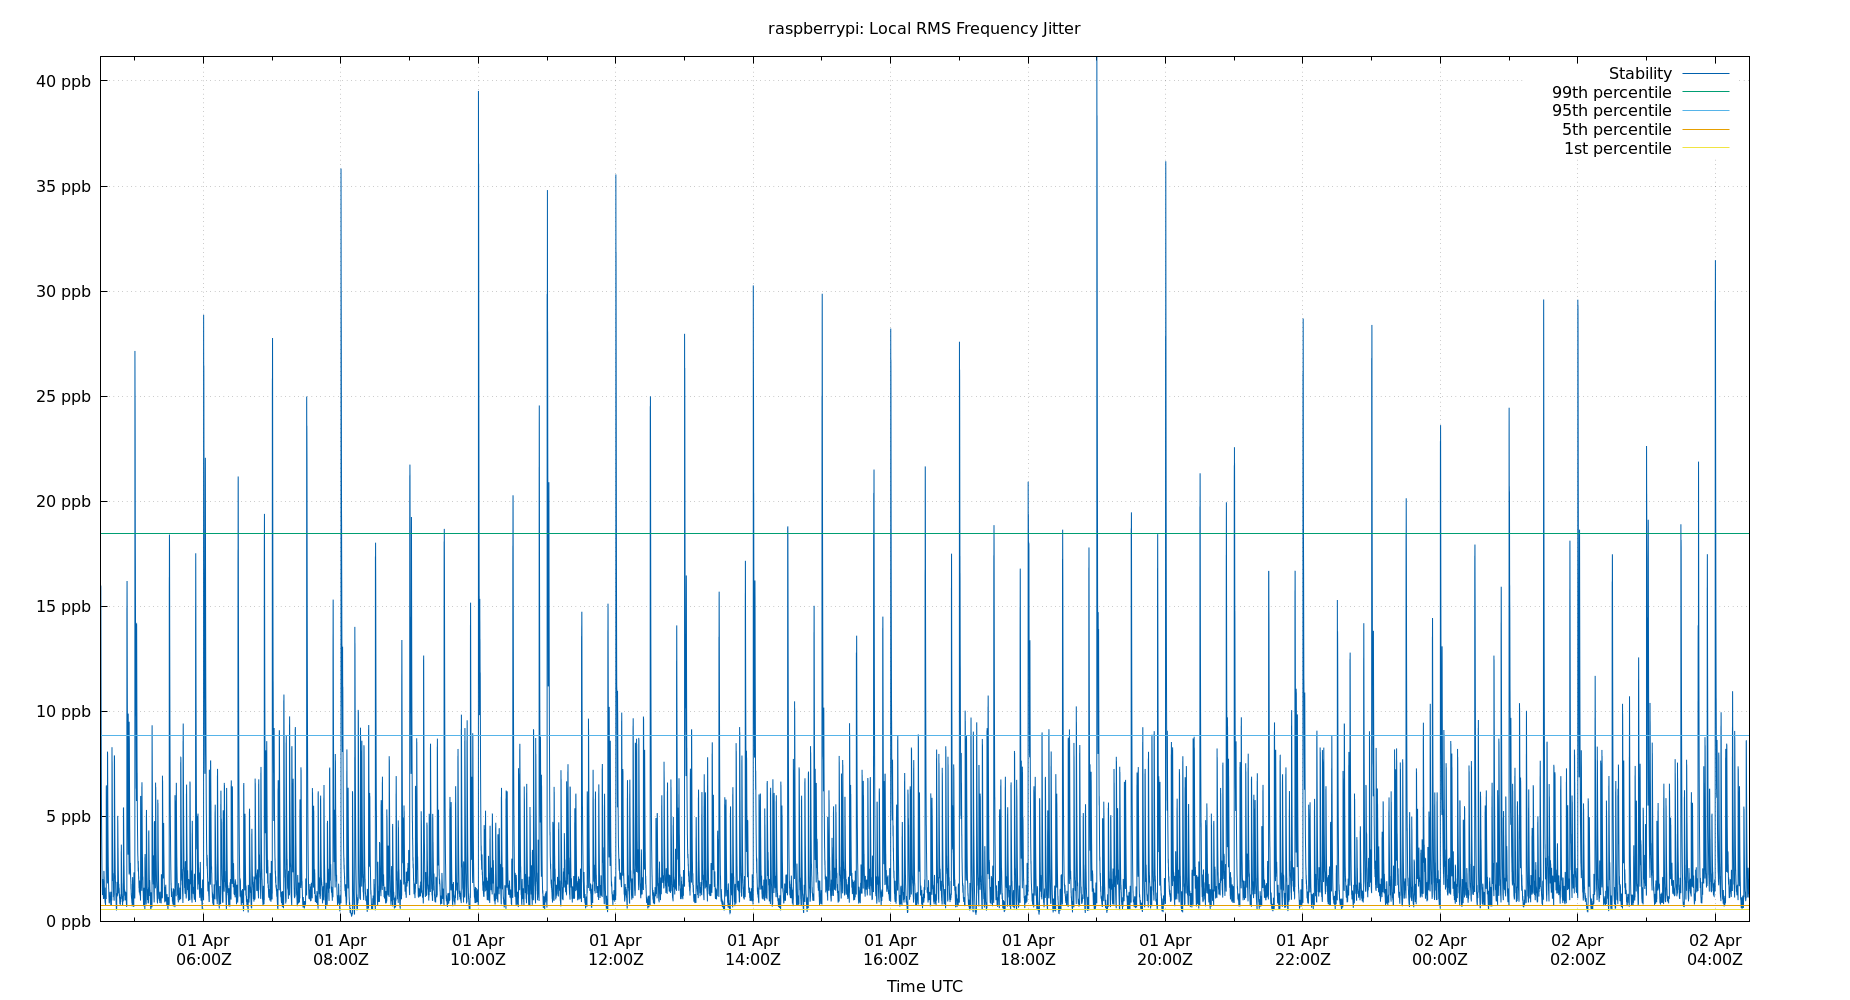 raspberrypi: Local RMS Frequency Jitter
40 ppb
35 ppb
30 ppb
25 ppb
20 ppb
15 ppb
10 ppb
5 ppb
0 ppb
Stability
99th percentile
95th percentile
5th percentile
1st percentile
01 Apr 01 Apr 01 Apr 01 Apr 01 Apr 01 Apr 01 Apr 01 Apr 01 Apr 02 Apr 02 Apr 02 Apr
06:00Z 08:00Z 10:00Z 12:00Z 14:00Z 16:00Z 18:00Z 20:00Z 22:00Z 00:00Z 02:00Z 04:00Z
Time UTC